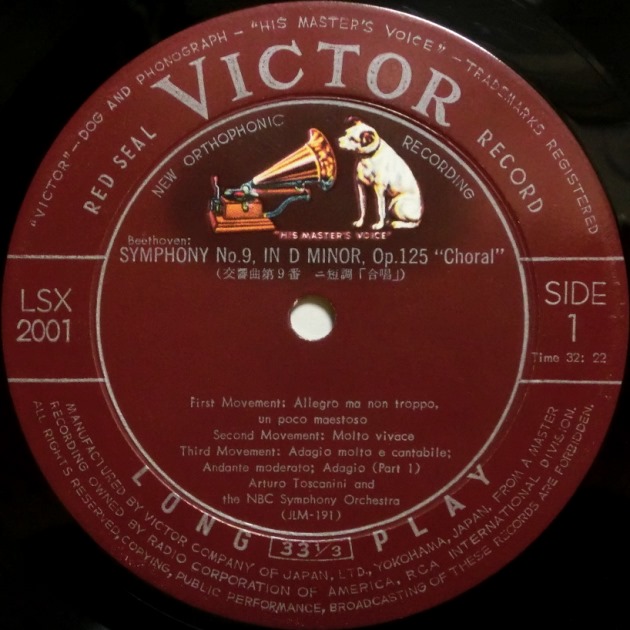 "VICTOR"—DOG AND PHONOGRAPH — "HIS MASTER'S VOICE" — TRADEMARKS REGISTERED
RED SEAL VICTOR RECORD
NEW ORTHOPHONIC RECORDING
"HIS MASTER'S VOICE"
Beethoven:
SYMPHONY No.9, IN D MINOR, Op.125 "Choral"
(交響曲第9番 ニ短調「合唱」)
LSX
2001
SIDE
1
Time 32: 22
First Movement: Allegro ma non troppo,
un poco maestoso
Second Movement: Molto vivace
Third Movement: Adagio molto e cantabile;
Andante moderato; Adagio (Part 1)
Arturo Toscanini and
the NBC Symphony Orchestra
(JLM-191)
LONG 33 1/3 PLAY
MANUFACTURED BY VICTOR COMPANY OF JAPAN, LTD., YOKOHAMA, JAPAN, FROM A MASTER
RECORDING OWNED BY RADIO CORPORATION OF AMERICA, RCA INTERNATIONAL DIVISION.
ALL RIGHTS RESERVED, COPYING, PUBLIC PERFORMANCE, BROADCASTING OF THESE RECORDS ARE FORBIDDEN.